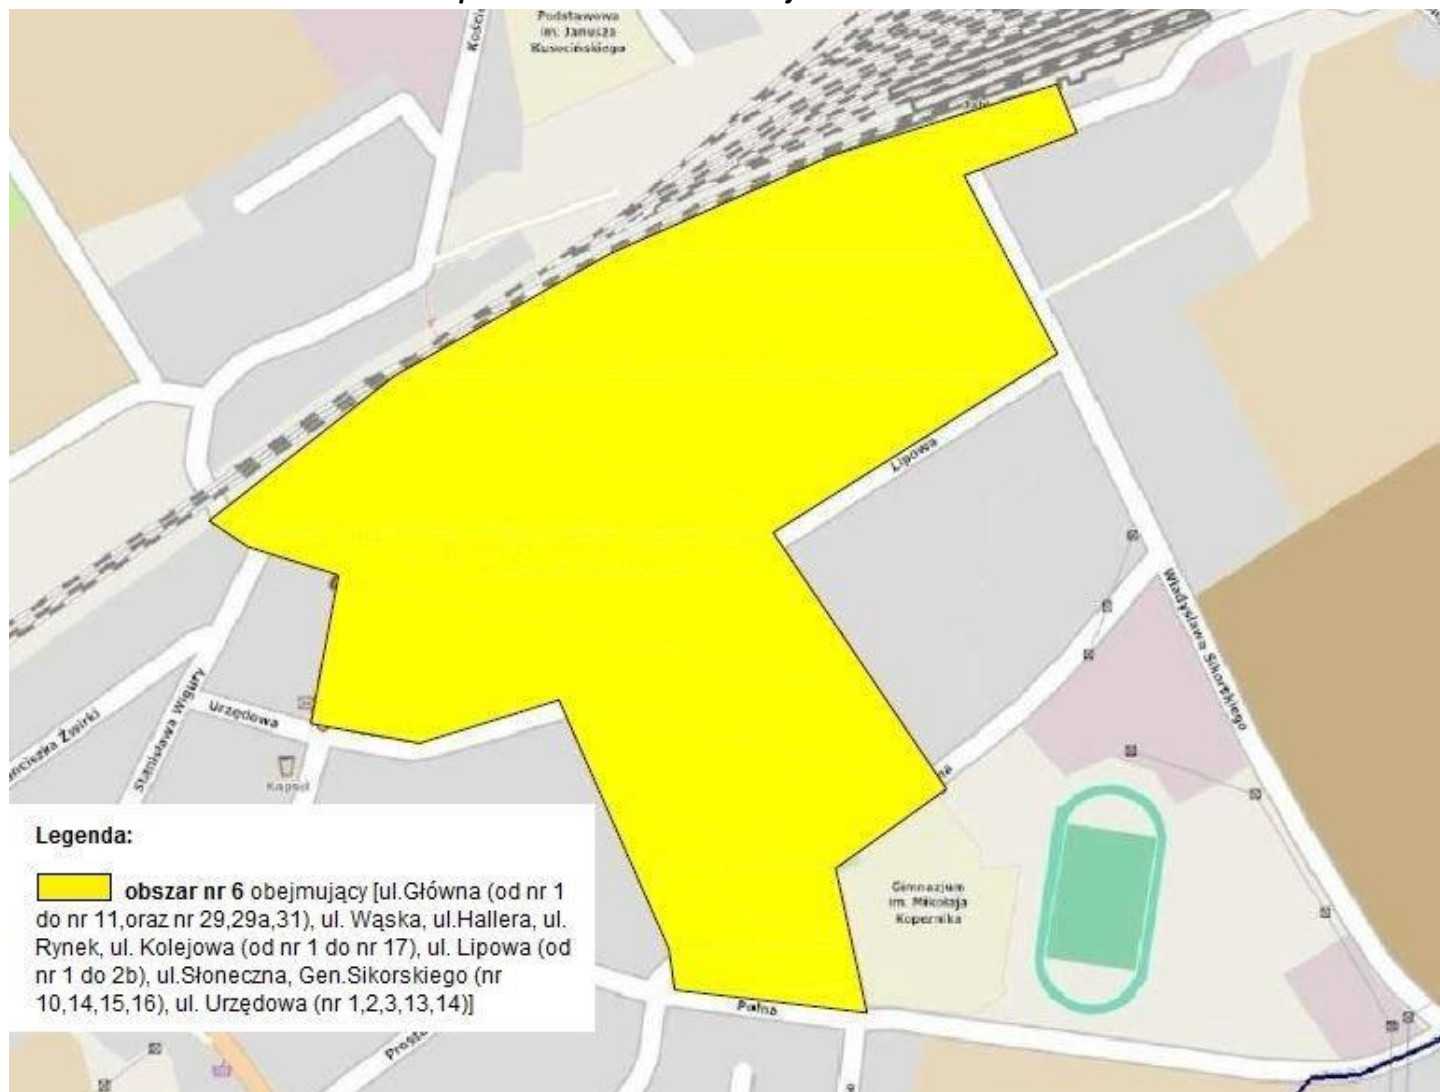 Podstawowa
im. Janusza
Kusocińskiego
Lipowa
Władysława Sikorskiego
Urzędowa
Stanisława Wigury
Żwirki
Kapsel
Gimnazjum
im. Mikołaja
Kopernika
Polna
Legenda:
obszar nr 6 obejmujący [ul.Główna (od nr 1
do nr 11,oraz nr 29,29a,31), ul. Wąska, ul.Hallera, ul.
Rynek, ul. Kolejowa (od nr 1 do nr 17), ul. Lipowa (od
nr 1 do 2b), ul.Słoneczna, Gen.Sikorskiego (nr
10,14,15,16), ul. Urzędowa (nr 1,2,3,13,14)]